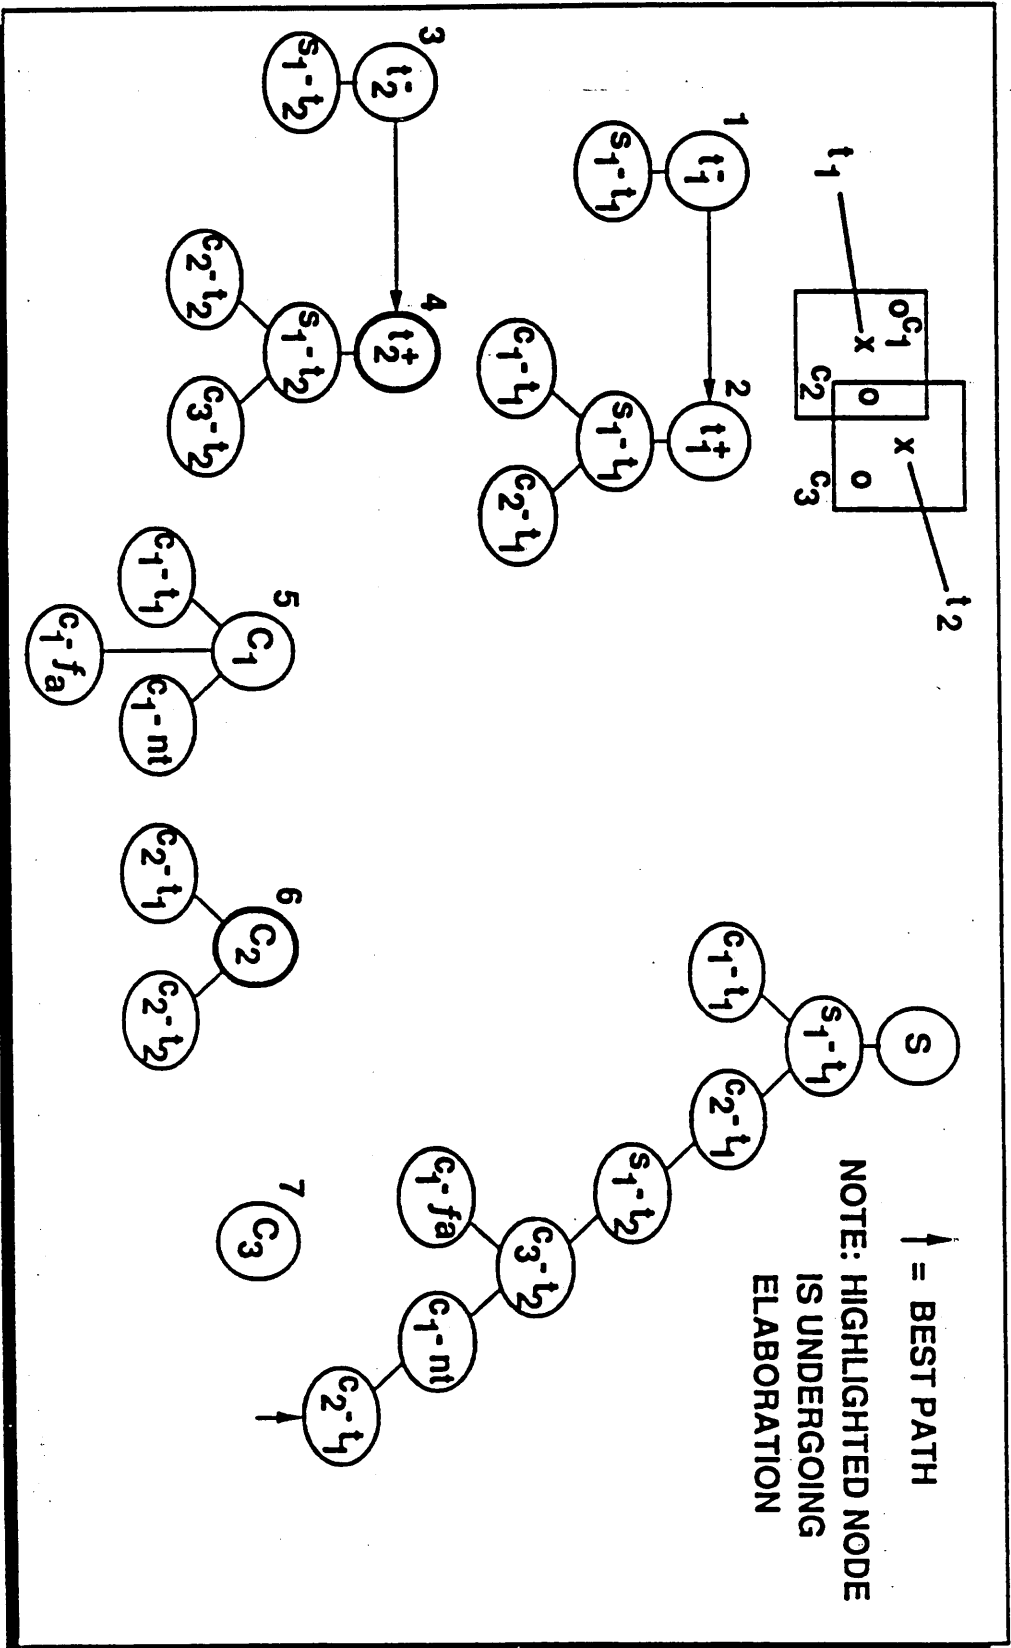 t₁
t₂
c₁
o
x
c₂
o
x
o
c₃
↑ = BEST PATH
NOTE: HIGHLIGHTED NODE
IS UNDERGOING
ELABORATION
1
t₁⁻
s₁-t₁
2
t₁⁺
s₁-t₁
c₁-t₁
c₂-t₁
3
t₂⁻
s₁-t₂
4
t₂⁺
s₁-t₂
c₂-t₂
c₃-t₂
S
s₁-t₁
c₁-t₁
c₂-t₁
s₁-t₂
c₃-t₂
c₁-fa
c₁-nt
c₂-t₁
5
C₁
c₁-t₁
c₁-nt
c₁-fₐ
6
C₂
c₂-t₁
c₂-t₂
7
C₃